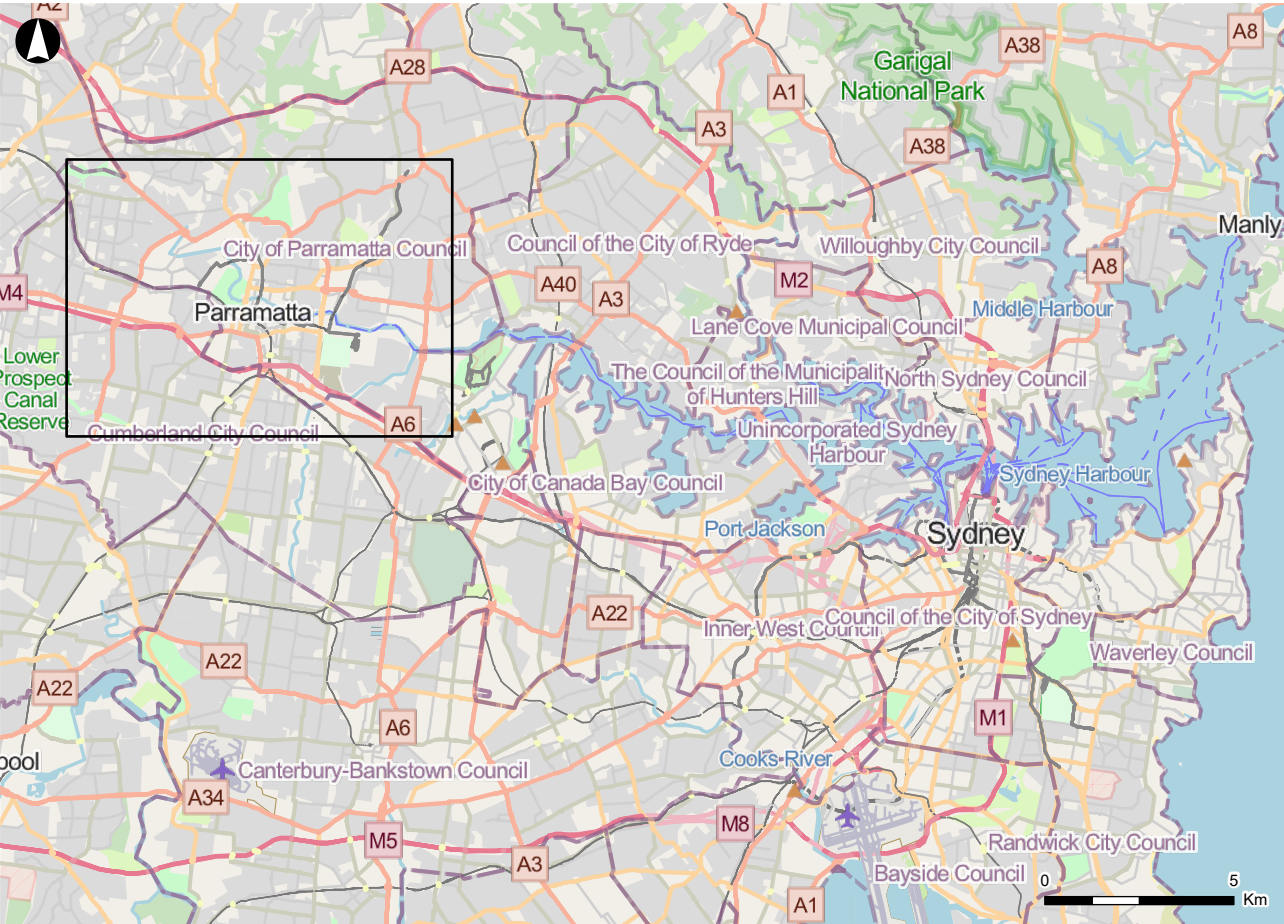 A2
A8
A38
A28
Garigal
National Park
A1
A3
A38
Manly
City of Parramatta Council
Council of the City of Ryde
Willoughby City Council
A8
M4
A40
A3
M2
Parramatta
Middle Harbour
Lane Cove Municipal Council
Lower
Prospect
Canal
Reserve
The Council of the Municipality
of Hunters Hill
North Sydney Council
A6
Cumberland City Council
Unincorporated Sydney
Harbour
Sydney Harbour
City of Canada Bay Council
Port Jackson
Sydney
A22
Inner West Council
Council of the City of Sydney
Waverley Council
A22
A22
A6
M1
pool
Canterbury-Bankstown Council
Cooks River
A34
M5
M8
A3
Randwick City Council
Bayside Council
A1
0 5
Km